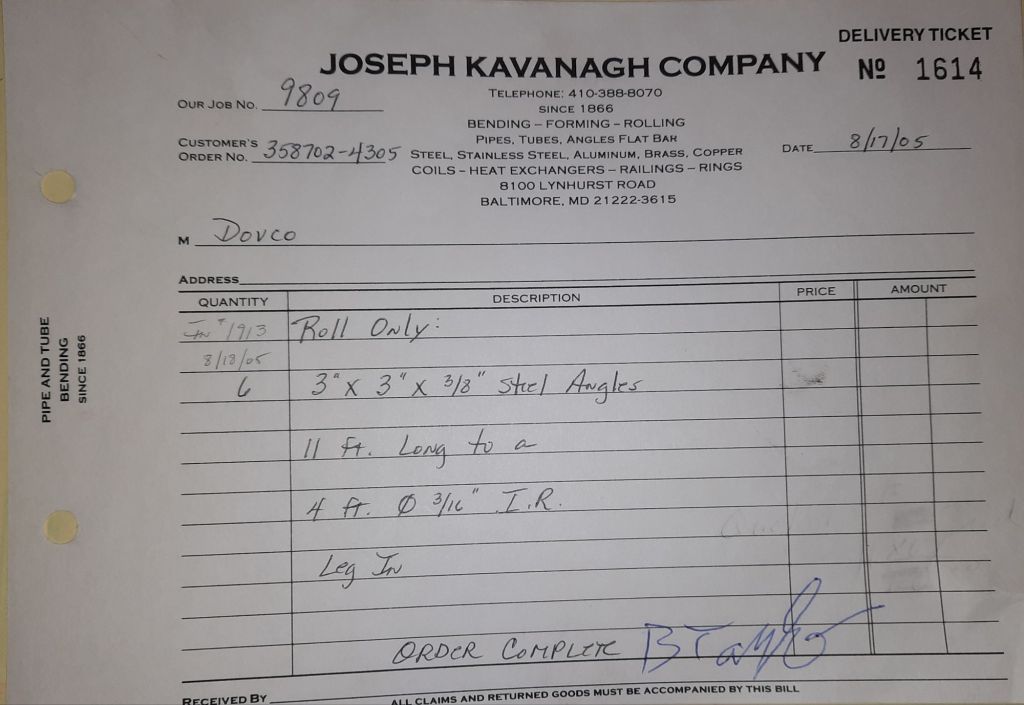 DELIVERY TICKET
JOSEPH KAVANAGH COMPANY
Nº 1614
TELEPHONE: 410-388-8070
SINCE 1866
BENDING – FORMING – ROLLING
PIPES, TUBES, ANGLES FLAT BAR
STEEL, STAINLESS STEEL, ALUMINUM, BRASS, COPPER
COILS – HEAT EXCHANGERS – RAILINGS – RINGS
8100 LYNHURST ROAD
BALTIMORE, MD 21222-3615
OUR JOB NO. 9809
CUSTOMER'S
ORDER NO. 358702-4305
DATE 8/17/05
M Dovco
ADDRESS
QUANTITY DESCRIPTION PRICE AMOUNT
In # 1913 Roll Only:
8/18/05
6 3" X 3" X 3/8" Steel Angles
11 ft. Long to a
4 ft. Ø 3/16" I.R.
Leg In
ORDER COMPLETE B Taylor
RECEIVED BY
ALL CLAIMS AND RETURNED GOODS MUST BE ACCOMPANIED BY THIS BILL
PIPE AND TUBE
BENDING
SINCE 1866